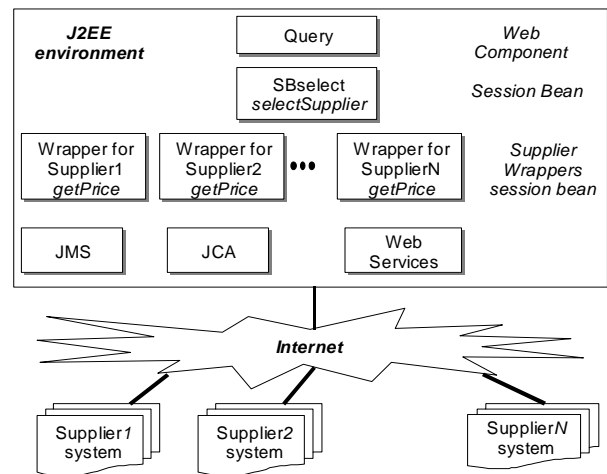 J2EE
environment
Query
Web
Component
SBselect
selectSupplier
Session Bean
Wrapper for
Supplier1
getPrice
Wrapper for
Supplier2
getPrice
Wrapper for
SupplierN
getPrice
Supplier
Wrappers
session bean
JMS
JCA
Web
Services
Internet
Supplier1
system
Supplier2
system
SupplierN
system